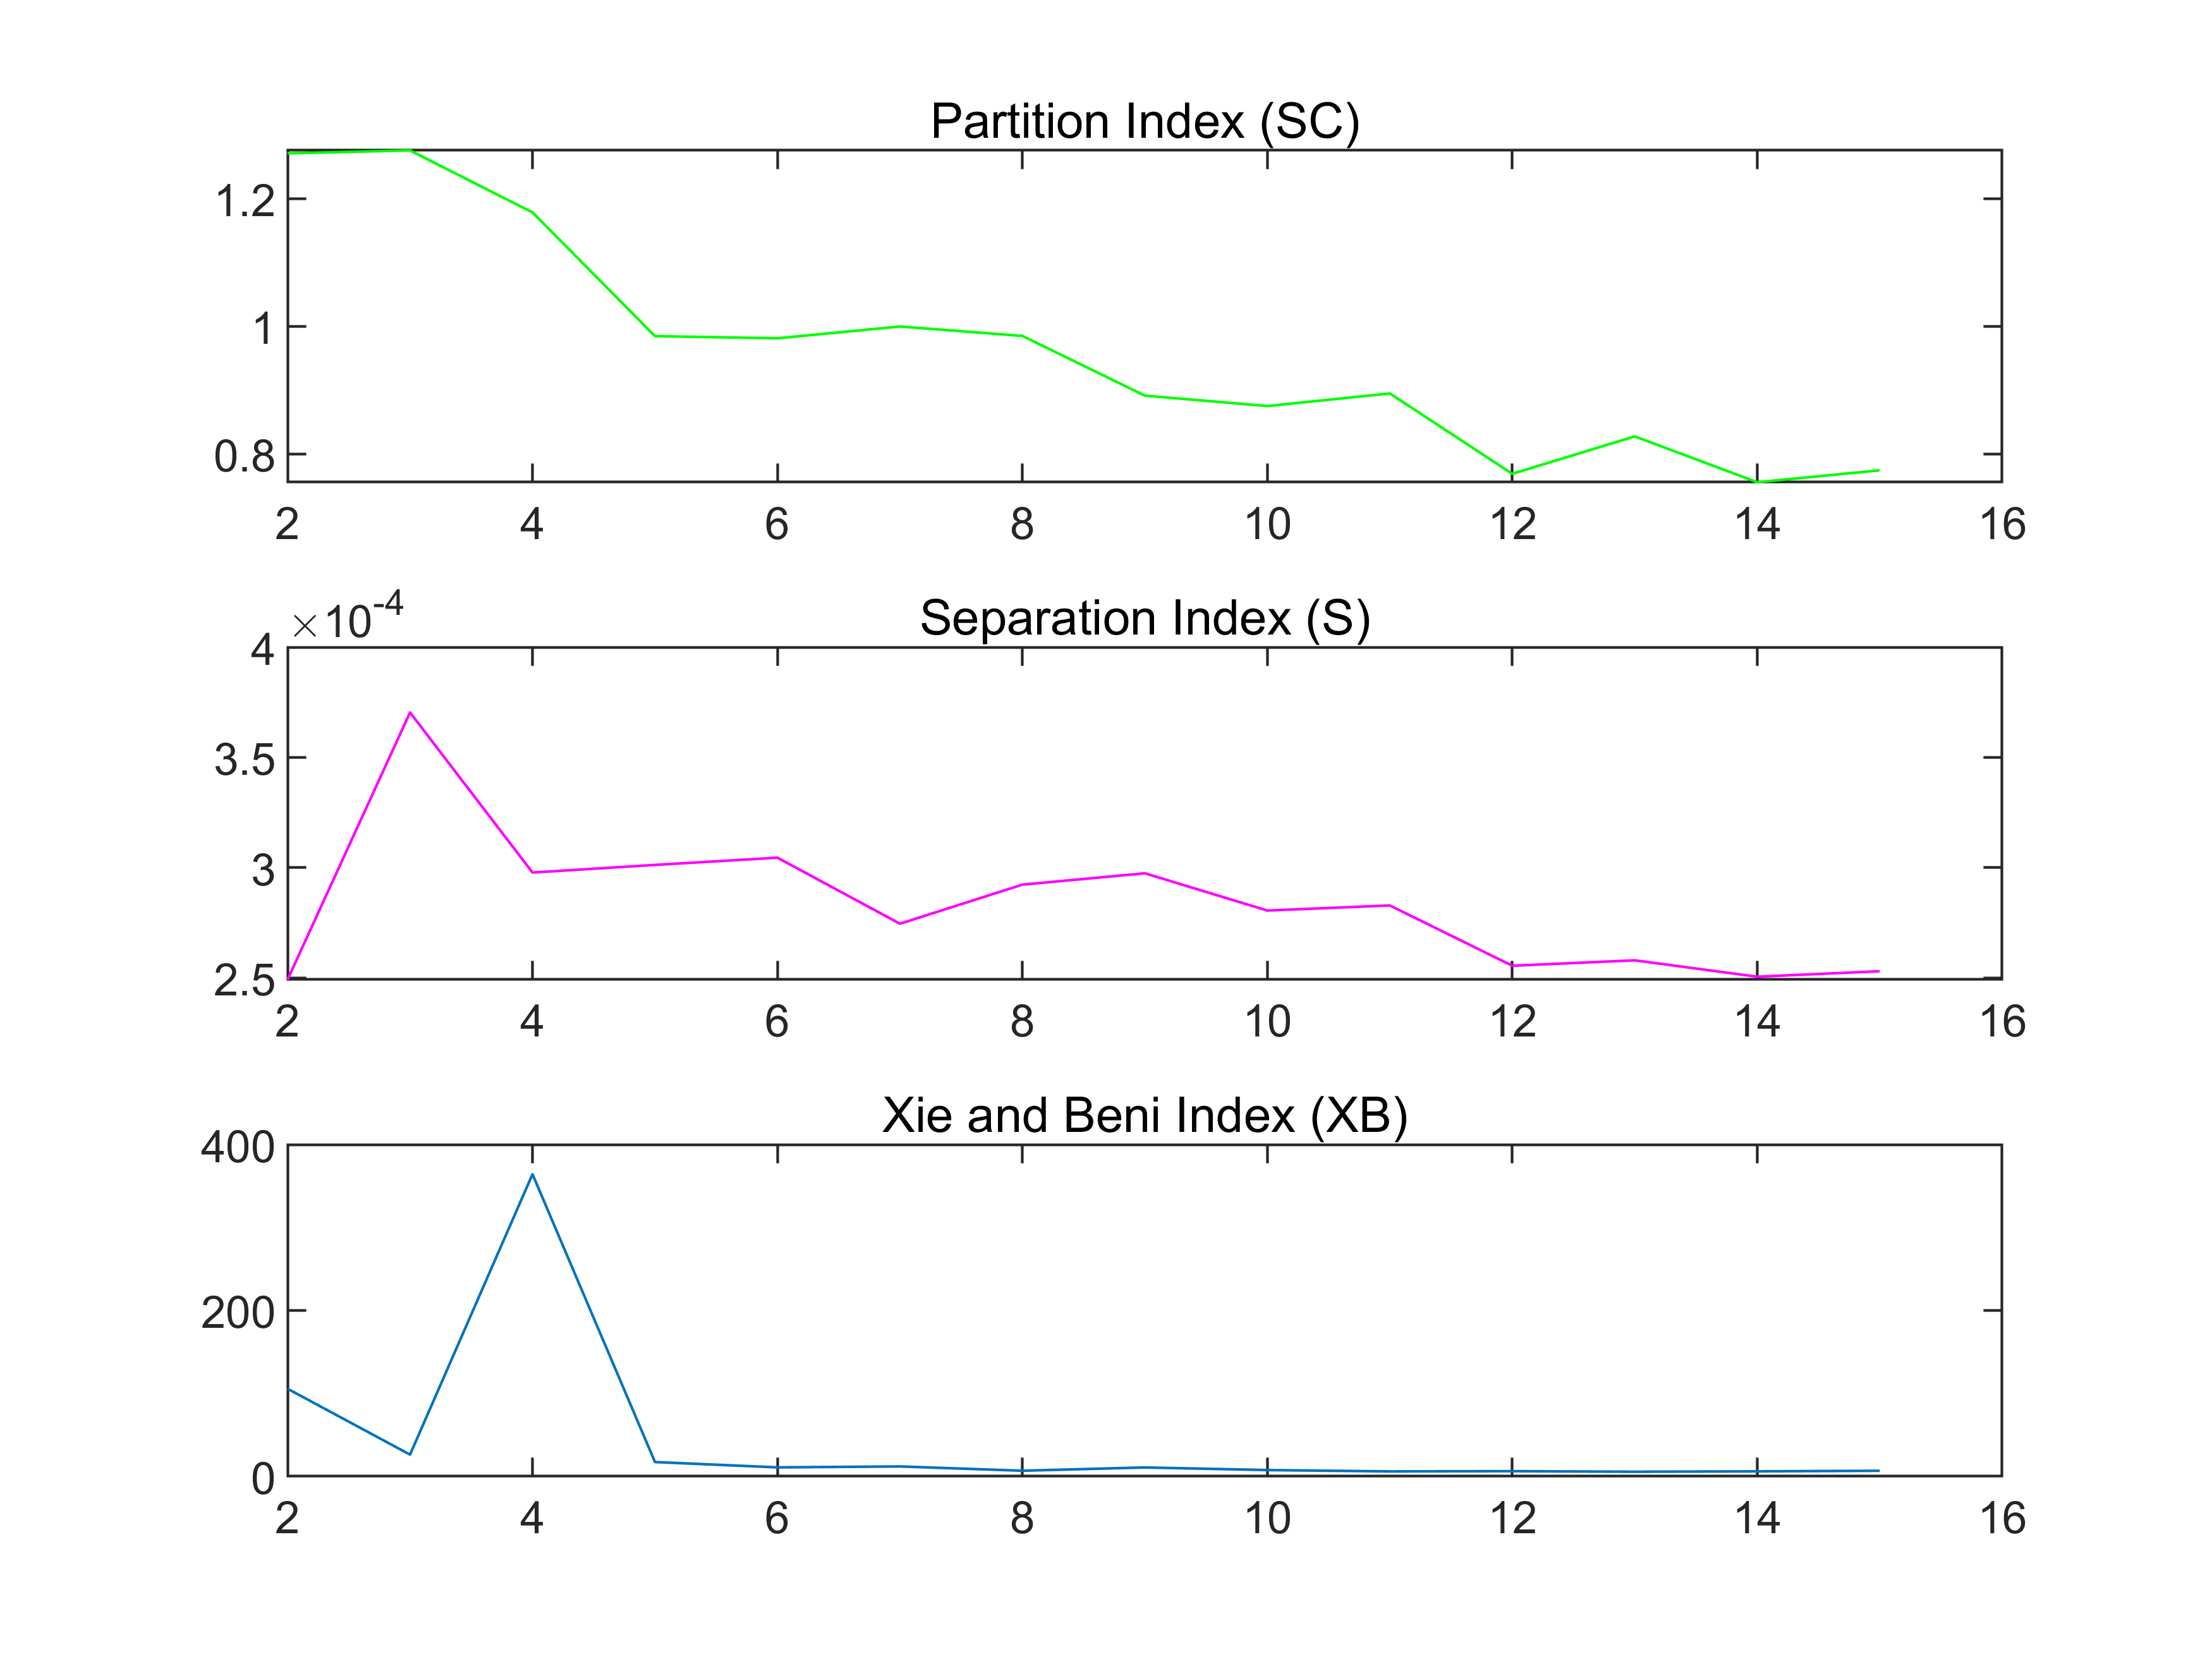 Partition Index (SC)
1.2
1
0.8
2 4 6 8 10 12 14 16
×10-4
Separation Index (S)
4
3.5
3
2.5
2 4 6 8 10 12 14 16
Xie and Beni Index (XB)
400
200
0
2 4 6 8 10 12 14 16